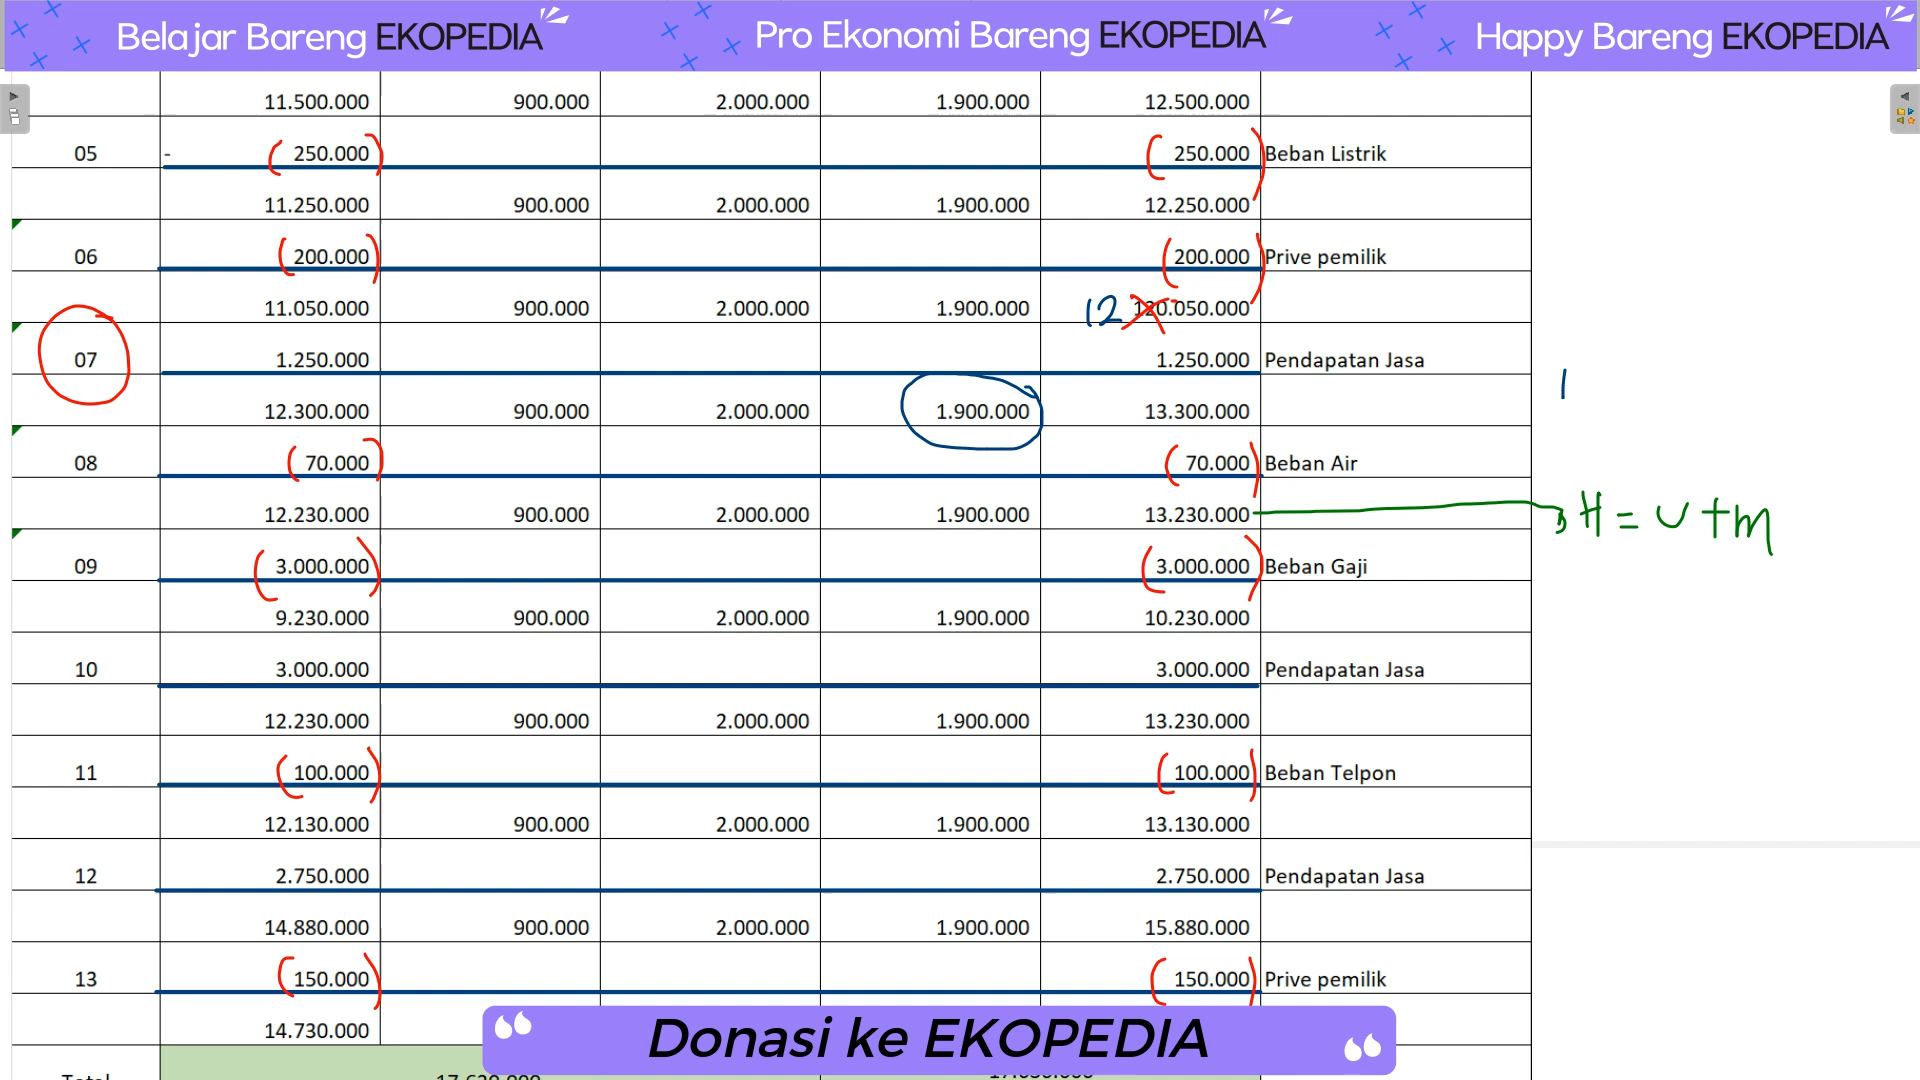 Belajar Bareng EKOPEDIA Pro Ekonomi Bareng EKOPEDIA Happy Bareng EKOPEDIA
11.500.000 900.000 2.000.000 1.900.000 12.500.000
05 - (250.000) (250.000) Beban Listrik
11.250.000 900.000 2.000.000 1.900.000 12.250.000
06 (200.000) (200.000) Prive pemilik
11.050.000 900.000 2.000.000 1.900.000 12 120.050.000
07 1.250.000 1.250.000 Pendapatan Jasa
12.300.000 900.000 2.000.000 1.900.000 13.300.000
08 (70.000) (70.000) Beban Air
12.230.000 900.000 2.000.000 1.900.000 13.230.000 H = U + M
09 (3.000.000) (3.000.000) Beban Gaji
9.230.000 900.000 2.000.000 1.900.000 10.230.000
10 3.000.000 3.000.000 Pendapatan Jasa
12.230.000 900.000 2.000.000 1.900.000 13.230.000
11 (100.000) (100.000) Beban Telpon
12.130.000 900.000 2.000.000 1.900.000 13.130.000
12 2.750.000 2.750.000 Pendapatan Jasa
14.880.000 900.000 2.000.000 1.900.000 15.880.000
13 (150.000) (150.000) Prive pemilik
14.730.000
Donasi ke EKOPEDIA
Total